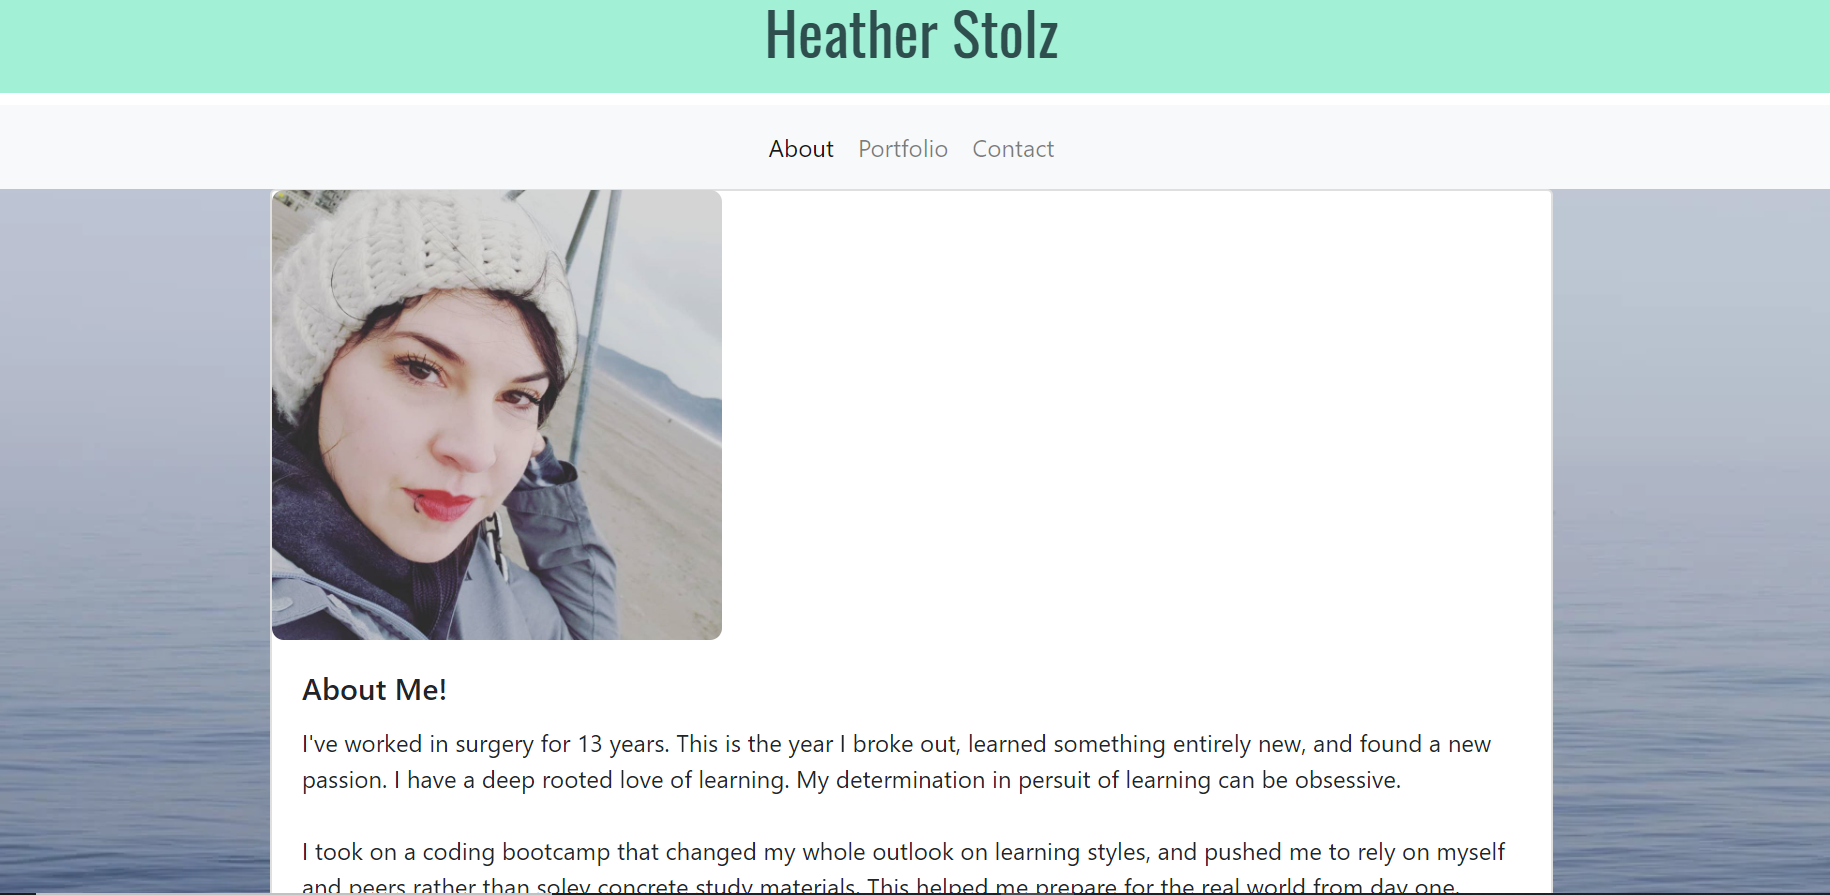 Heather Stolz
About Portfolio Contact
About Me!
I've worked in surgery for 13 years. This is the year I broke out, learned something entirely new, and found a new
passion. I have a deep rooted love of learning. My determination in persuit of learning can be obsessive.
I took on a coding bootcamp that changed my whole outlook on learning styles, and pushed me to rely on myself
and peers rather than soley concrete study materials. This helped me prepare for the real world from day one.